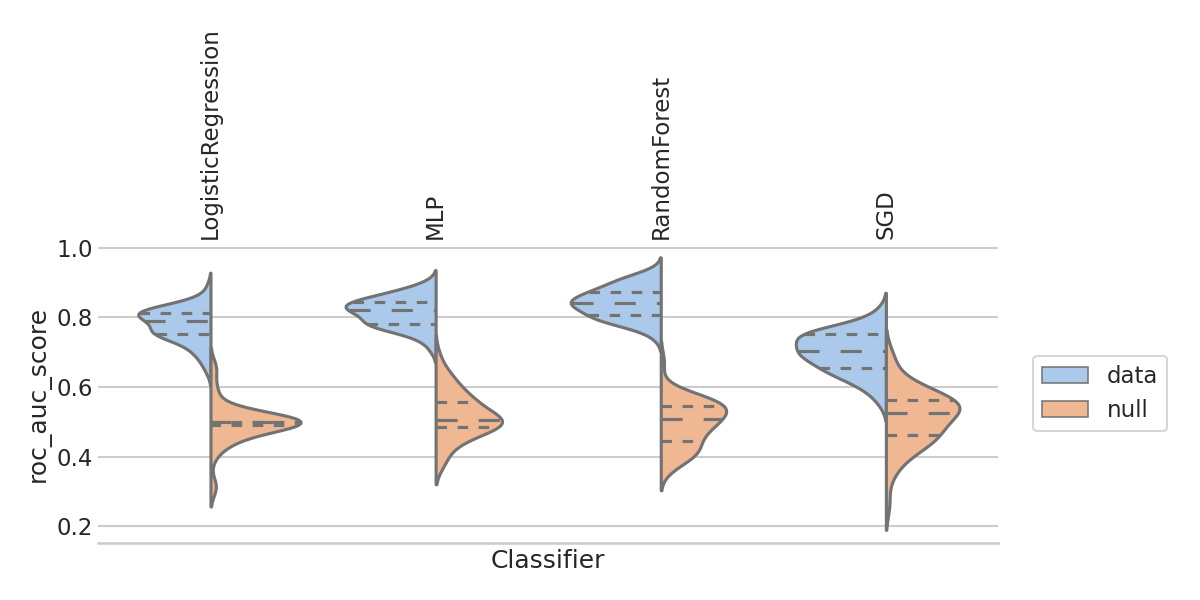 LogisticRegression
MLP
RandomForest
SGD
1.0
0.8
0.6
0.4
0.2
roc_auc_score
Classifier
data
null